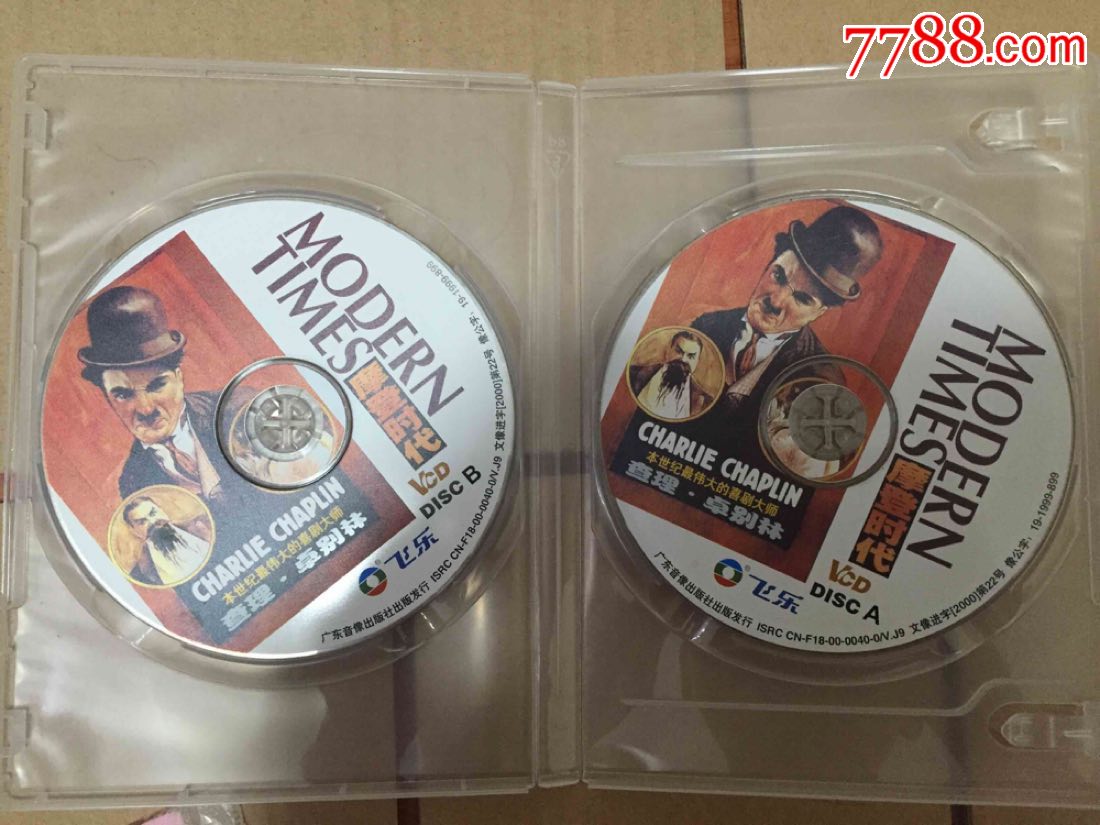 7788.com
MODERN
TIMES
摩登时代
VCD
DISC B
CHARLIE CHAPLIN
本世纪最伟大的喜剧大师
查理·卓别林
飞乐
广东音像出版社出版发行 ISRC CN-F18-00-0040-0/V.J9 文像进字[2000]第22号 像公字：19-1999-899
MODERN
TIMES
摩登时代
VCD
DISC A
CHARLIE CHAPLIN
本世纪最伟大的喜剧大师
查理·卓别林
飞乐
广东音像出版社出版发行 ISRC CN-F18-00-0040-0/V.J9 文像进字[2000]第22号 像公字：19-1999-899